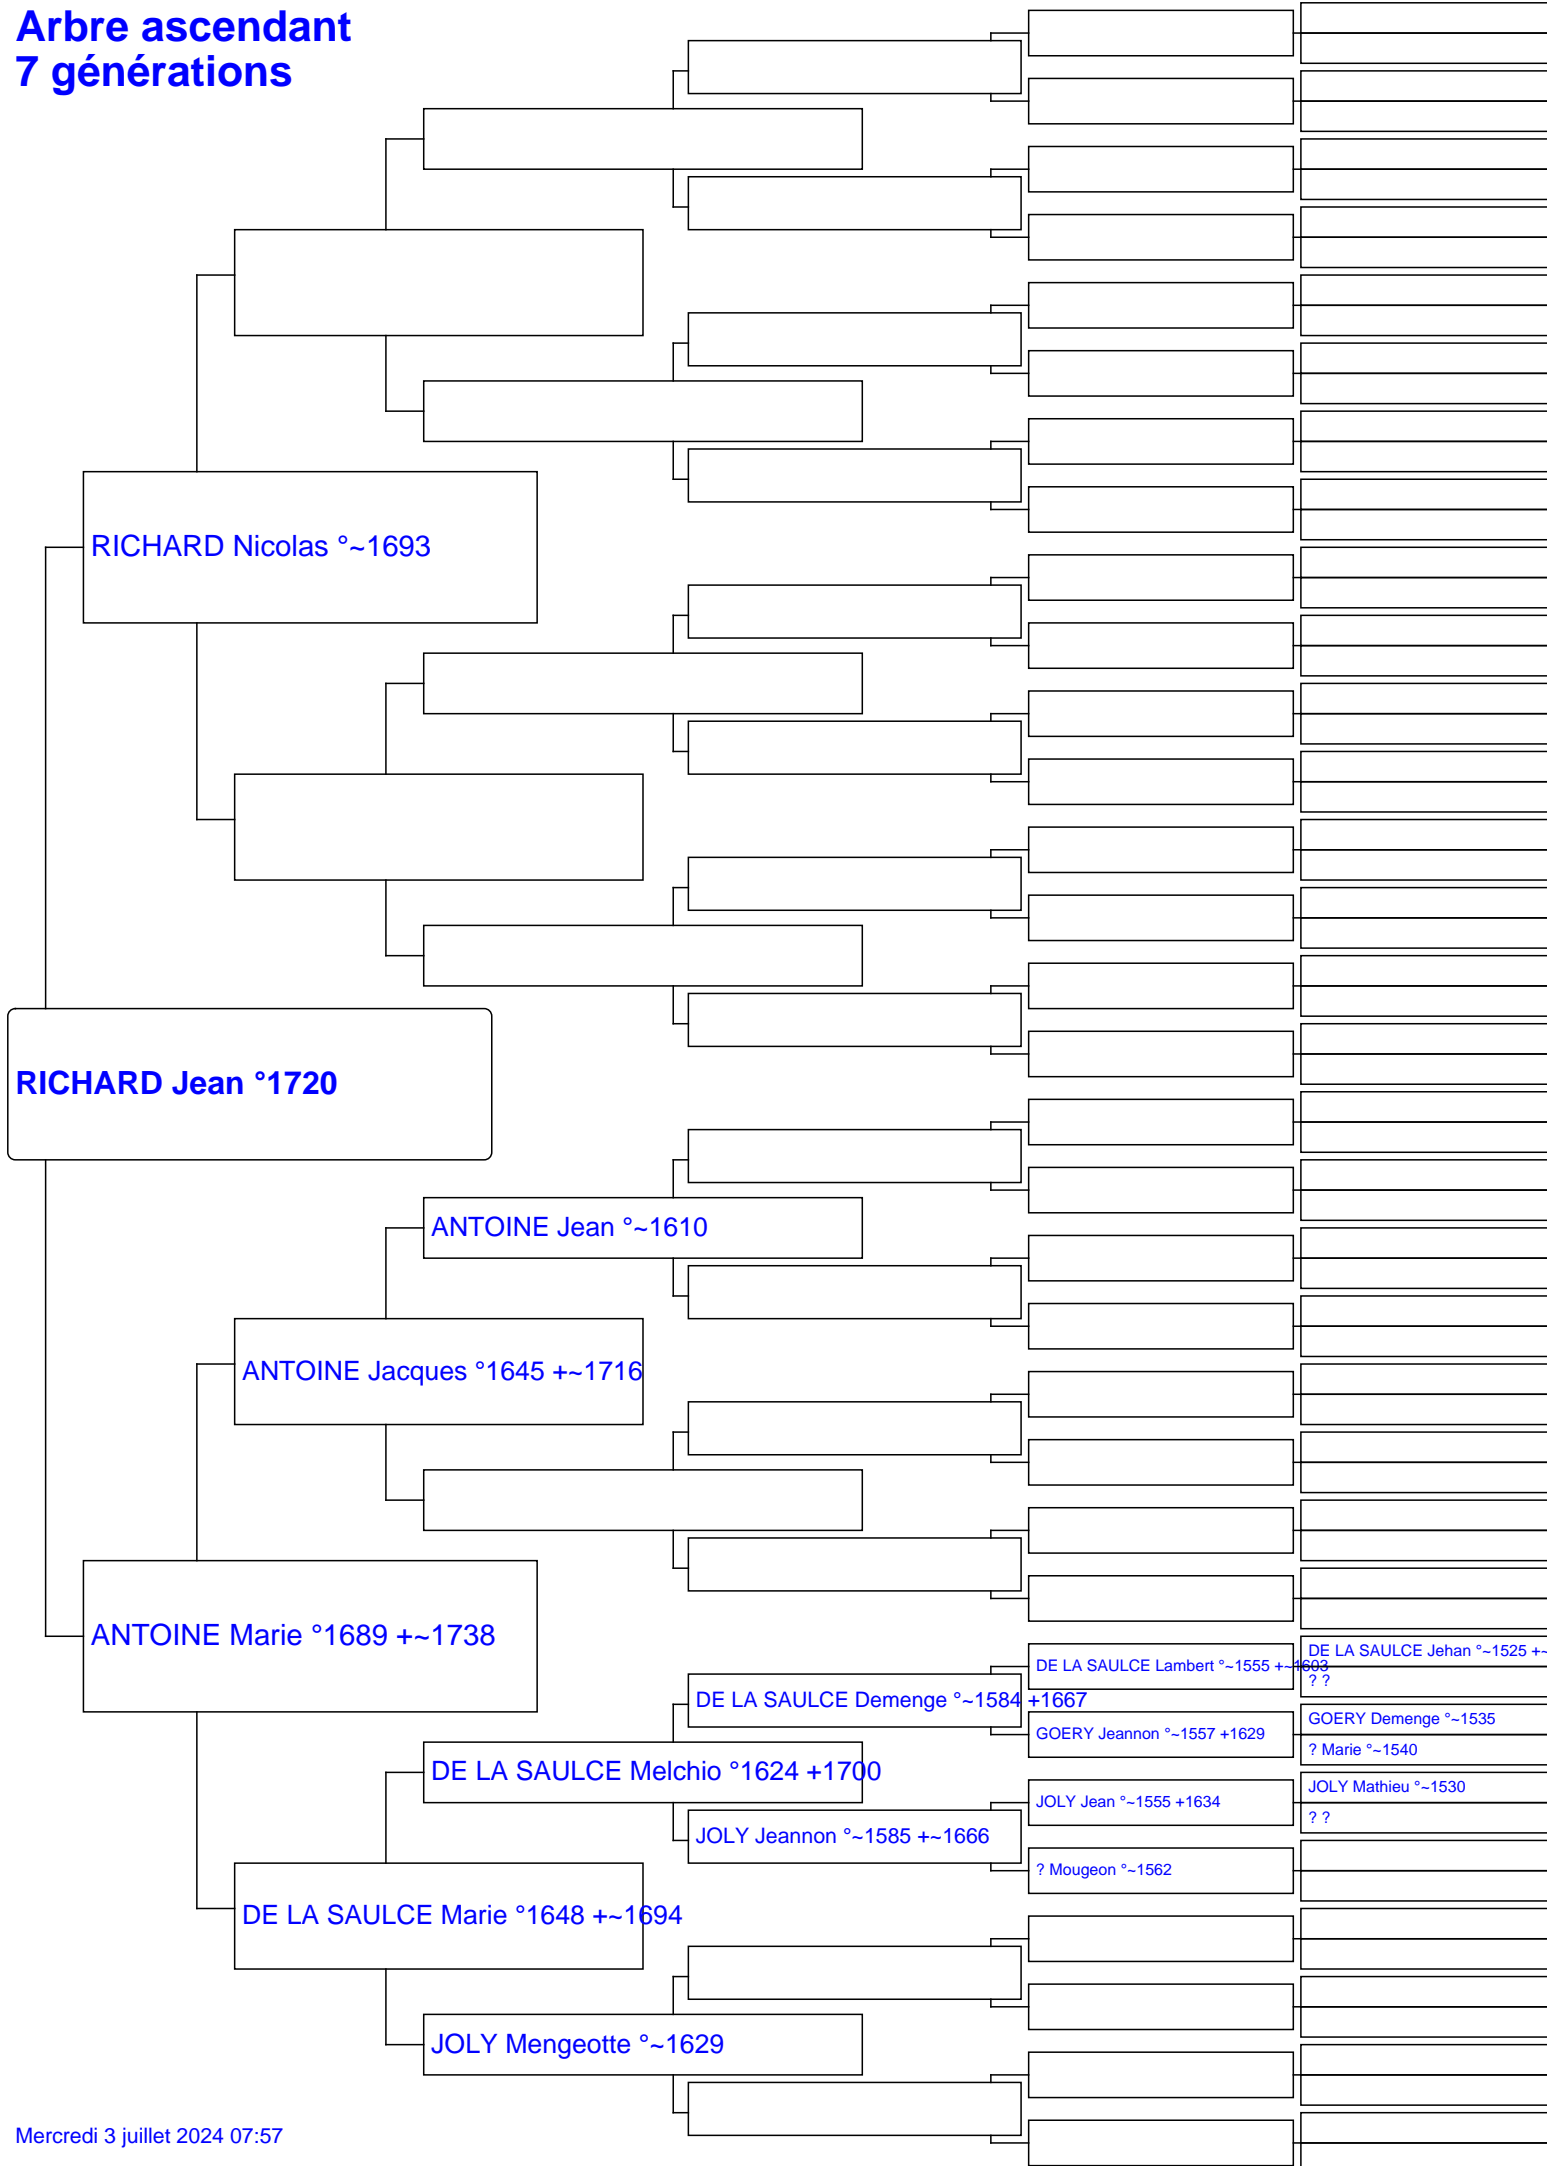 Arbre ascendant
7 générations
RICHARD Nicolas °~1693
RICHARD Jean °1720
ANTOINE Jean °~1610
ANTOINE Jacques °1645 +~1716
ANTOINE Marie °1689 +~1738
DE LA SAULCE Jehan °~1525 +~
DE LA SAULCE Lambert °~1555 +~1603
? ?
DE LA SAULCE Demenge °~1584 +1667
GOERY Demenge °~1535
GOERY Jeannon °~1557 +1629
? Marie °~1540
DE LA SAULCE Melchio °1624 +1700
JOLY Mathieu °~1530
JOLY Jean °~1555 +1634
? ?
JOLY Jeannon °~1585 +~1666
? Mougeon °~1562
DE LA SAULCE Marie °1648 +~1694
JOLY Mengeotte °~1629
Mercredi 3 juillet 2024 07:57